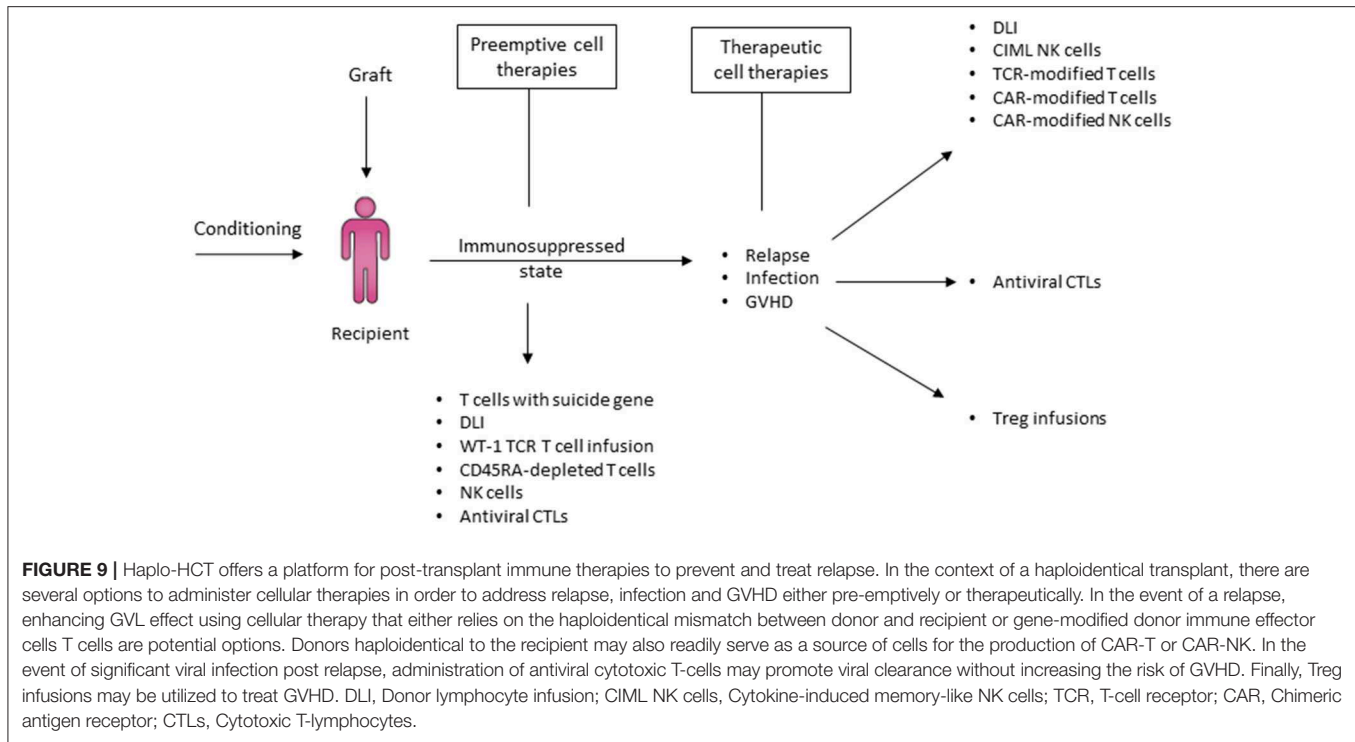 Graft
Preemptive cell
therapies
Therapeutic
cell therapies
• DLI
• CIML NK cells
• TCR-modified T cells
• CAR-modified T cells
• CAR-modified NK cells
Conditioning
Recipient
Immunosuppressed
state
• Relapse
• Infection
• GVHD
• Antiviral CTLs
• Treg infusions
• T cells with suicide gene
• DLI
• WT-1 TCR T cell infusion
• CD45RA-depleted T cells
• NK cells
• Antiviral CTLs
FIGURE 9 | Haplo-HCT offers a platform for post-transplant immune therapies to prevent and treat relapse. In the context of a haploidentical transplant, there are
several options to administer cellular therapies in order to address relapse, infection and GVHD either pre-emptively or therapeutically. In the event of a relapse,
enhancing GVL effect using cellular therapy that either relies on the haploidentical mismatch between donor and recipient or gene-modified donor immune effector
cells T cells are potential options. Donors haploidentical to the recipient may also readily serve as a source of cells for the production of CAR-T or CAR-NK. In the
event of significant viral infection post relapse, administration of antiviral cytotoxic T-cells may promote viral clearance without increasing the risk of GVHD. Finally, Treg
infusions may be utilized to treat GVHD. DLI, Donor lymphocyte infusion; CIML NK cells, Cytokine-induced memory-like NK cells; TCR, T-cell receptor; CAR, Chimeric
antigen receptor; CTLs, Cytotoxic T-lymphocytes.